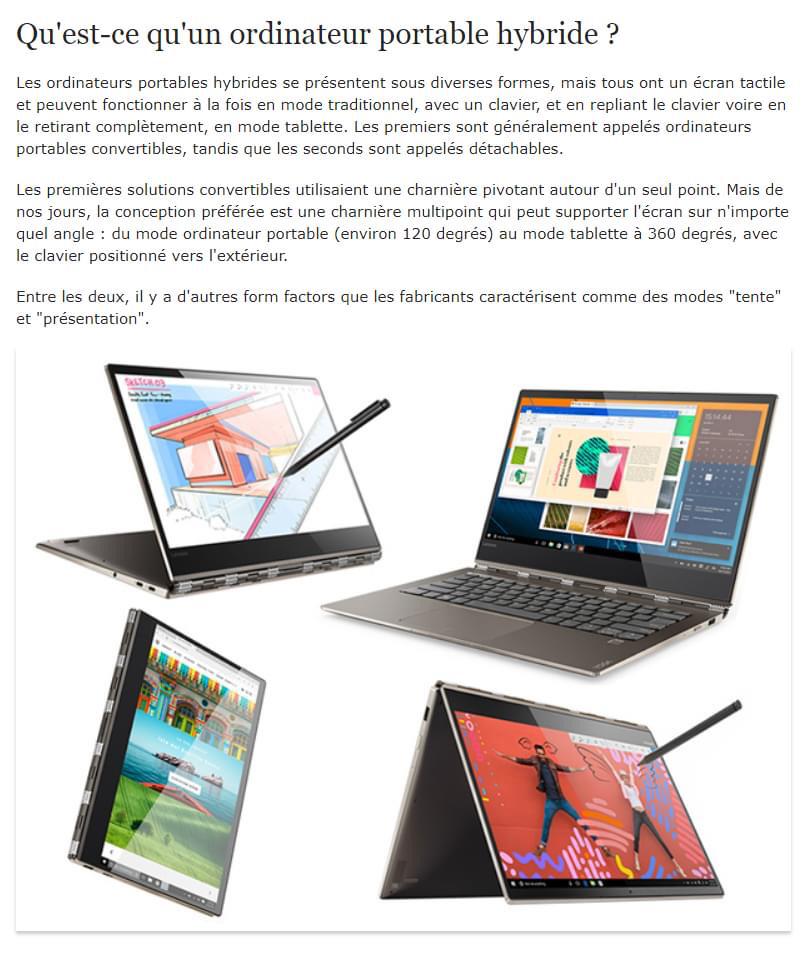 Qu'est-ce qu'un ordinateur portable hybride ?
Les ordinateurs portables hybrides se présentent sous diverses formes, mais tous ont un écran tactile
et peuvent fonctionner à la fois en mode traditionnel, avec un clavier, et en repliant le clavier voire en
le retirant complètement, en mode tablette. Les premiers sont généralement appelés ordinateurs
portables convertibles, tandis que les seconds sont appelés détachables.
Les premières solutions convertibles utilisaient une charnière pivotant autour d'un seul point. Mais de
nos jours, la conception préférée est une charnière multipoint qui peut supporter l'écran sur n'importe
quel angle : du mode ordinateur portable (environ 120 degrés) au mode tablette à 360 degrés, avec
le clavier positionné vers l'extérieur.
Entre les deux, il y a d'autres form factors que les fabricants caractérisent comme des modes "tente"
et "présentation".
SKETCH.03
15:14:44